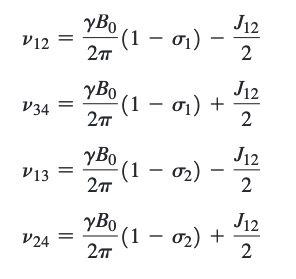 ν₁₂ = γB₀/2π (1 − σ₁) − J₁₂/2
ν₃₄ = γB₀/2π (1 − σ₁) + J₁₂/2
ν₁₃ = γB₀/2π (1 − σ₂) − J₁₂/2
ν₂₄ = γB₀/2π (1 − σ₂) + J₁₂/2